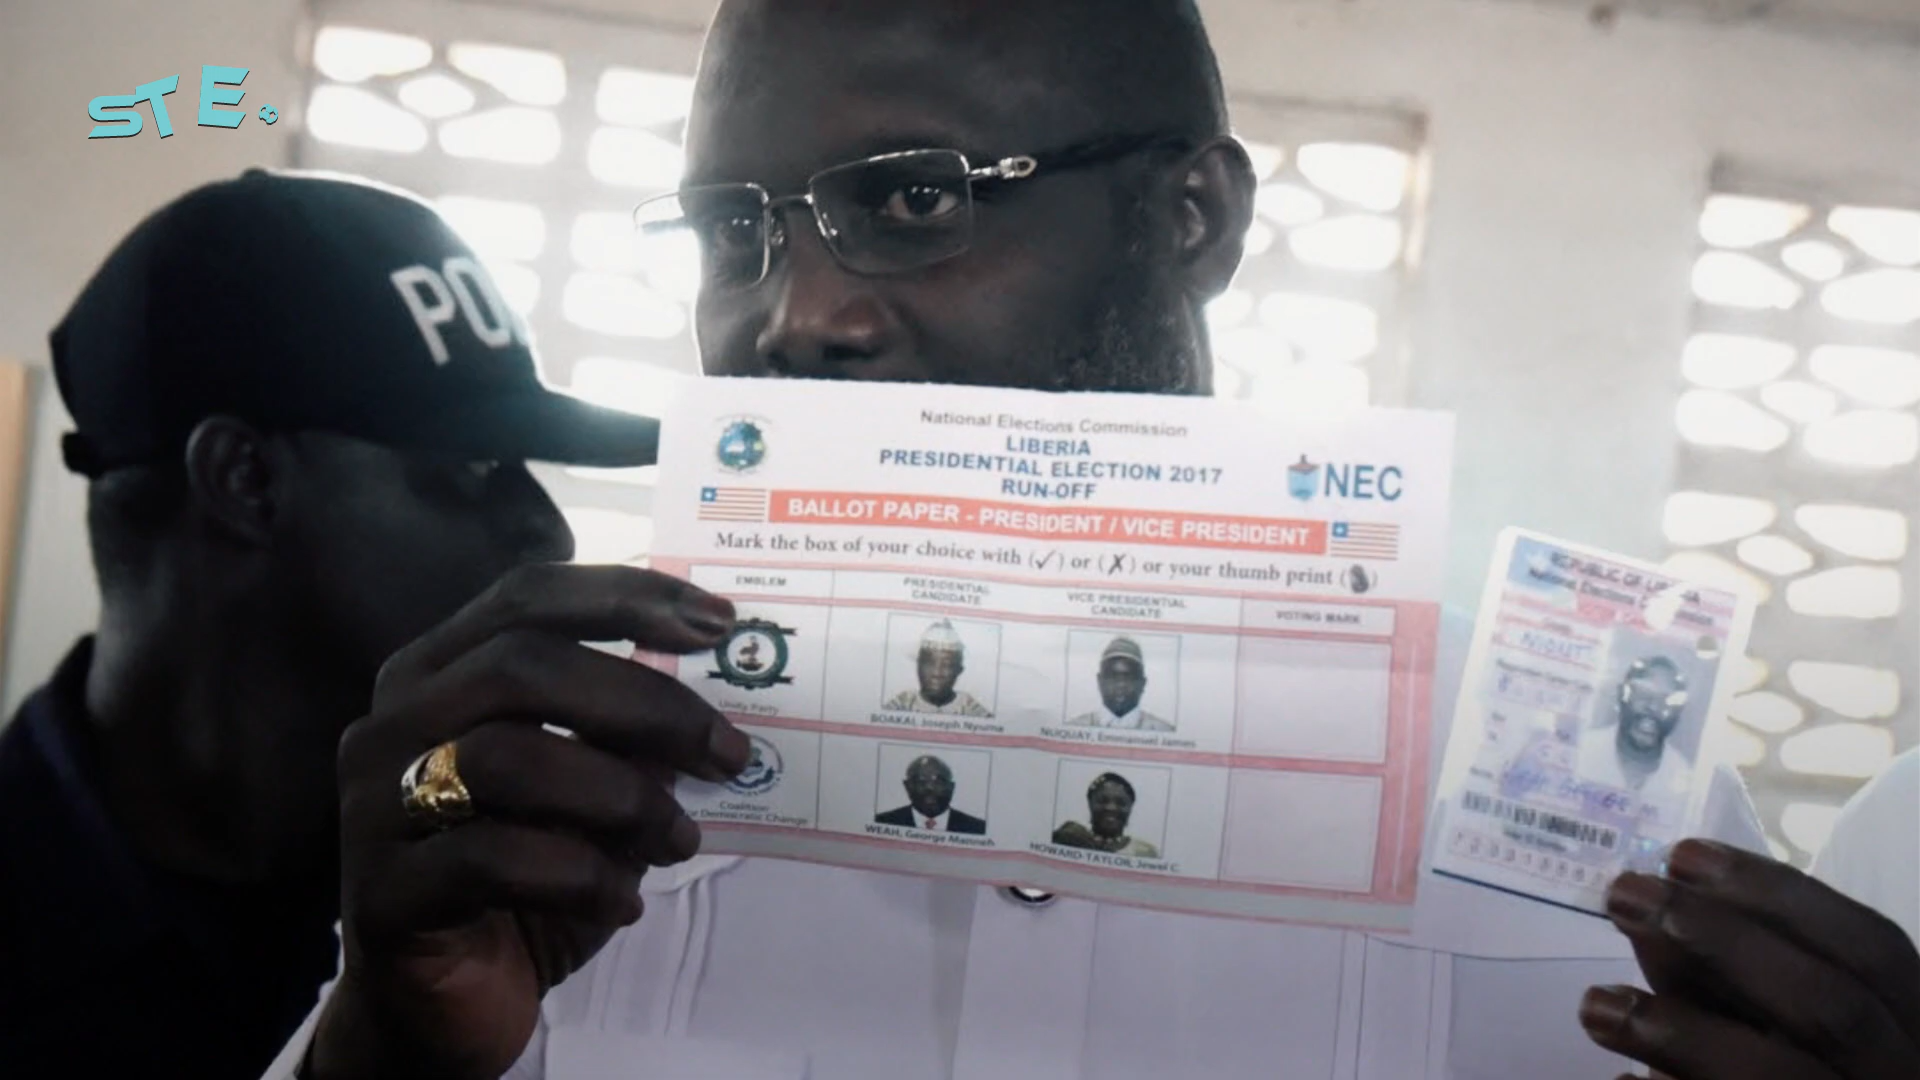 STE
PO
National Elections Commission
LIBERIA
PRESIDENTIAL ELECTION 2017
RUN-OFF
NEC
BALLOT PAPER - PRESIDENT / VICE PRESIDENT
Mark the box of your choice with (✓) or (✗) or your thumb print ( )
EMBLEM
PRESIDENTIAL
CANDIDATE
VICE PRESIDENTIAL
CANDIDATE
VOTING MARK
Unity Party
BOAKAI, Joseph Nyuma
NUQUAY, Emmanuel James
Coalition
for Democratic Change
WEAH, George Manneh
HOWARD-TAYLOR, Jewel C
REPUBLIC OF LIBERIA
National Elections Commission